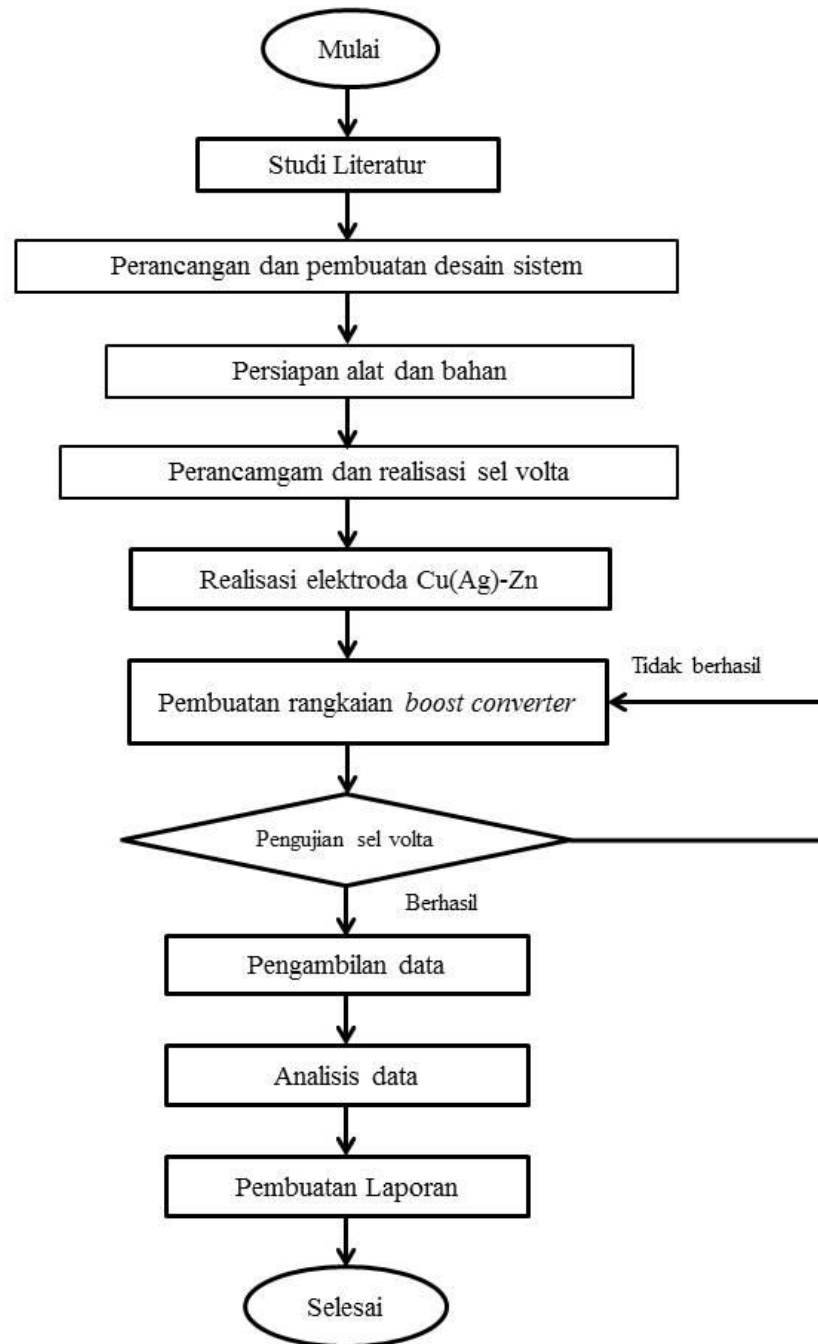 Mulai
Studi Literatur
Perancangan dan pembuatan desain sistem
Persiapan alat dan bahan
Perancamgam dan realisasi sel volta
Realisasi elektroda Cu(Ag)-Zn
Tidak berhasil
Pembuatan rangkaian boost converter
Pengujian sel volta
Berhasil
Pengambilan data
Analisis data
Pembuatan Laporan
Selesai